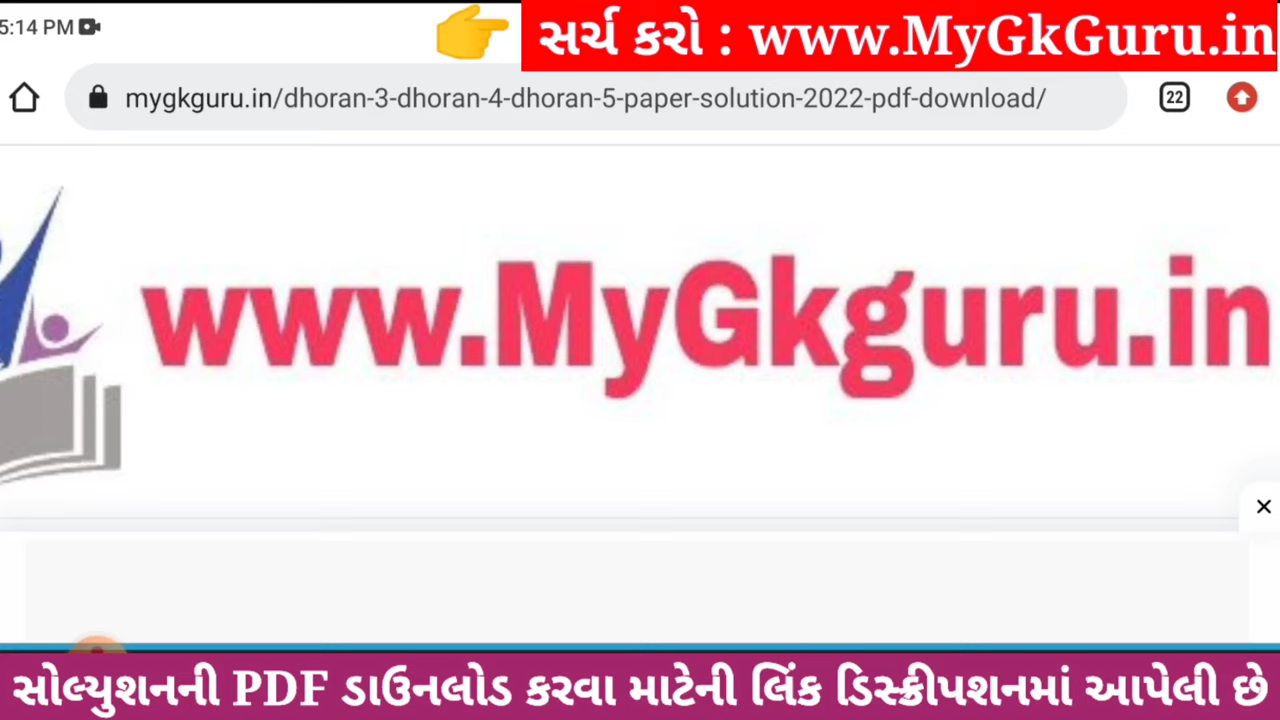 5:14 PM
👉 સર્ચ કરો : www.MyGkGuru.in
mygkguru.in/dhoran-3-dhoran-4-dhoran-5-paper-solution-2022-pdf-download/
22
www.MyGkguru.in
સોલ્યુશનની PDF ડાઉનલોડ કરવા માટેની લિંક ડિસ્ક્રીપશનમાં આપેલી છે